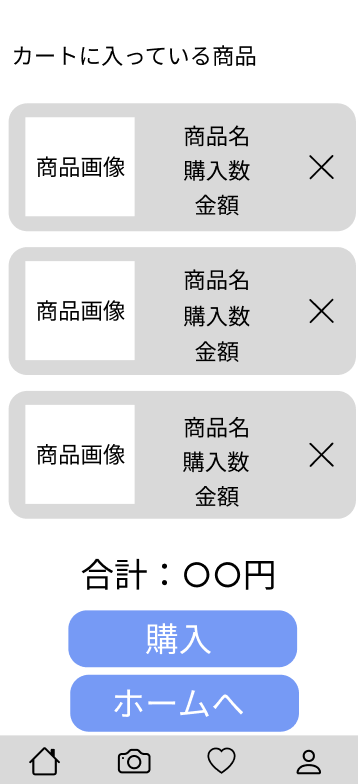 カートに入っている商品
商品画像
商品名
購入数
金額
商品画像
商品名
購入数
金額
商品画像
商品名
購入数
金額
合計：〇〇円
購入
ホームへ